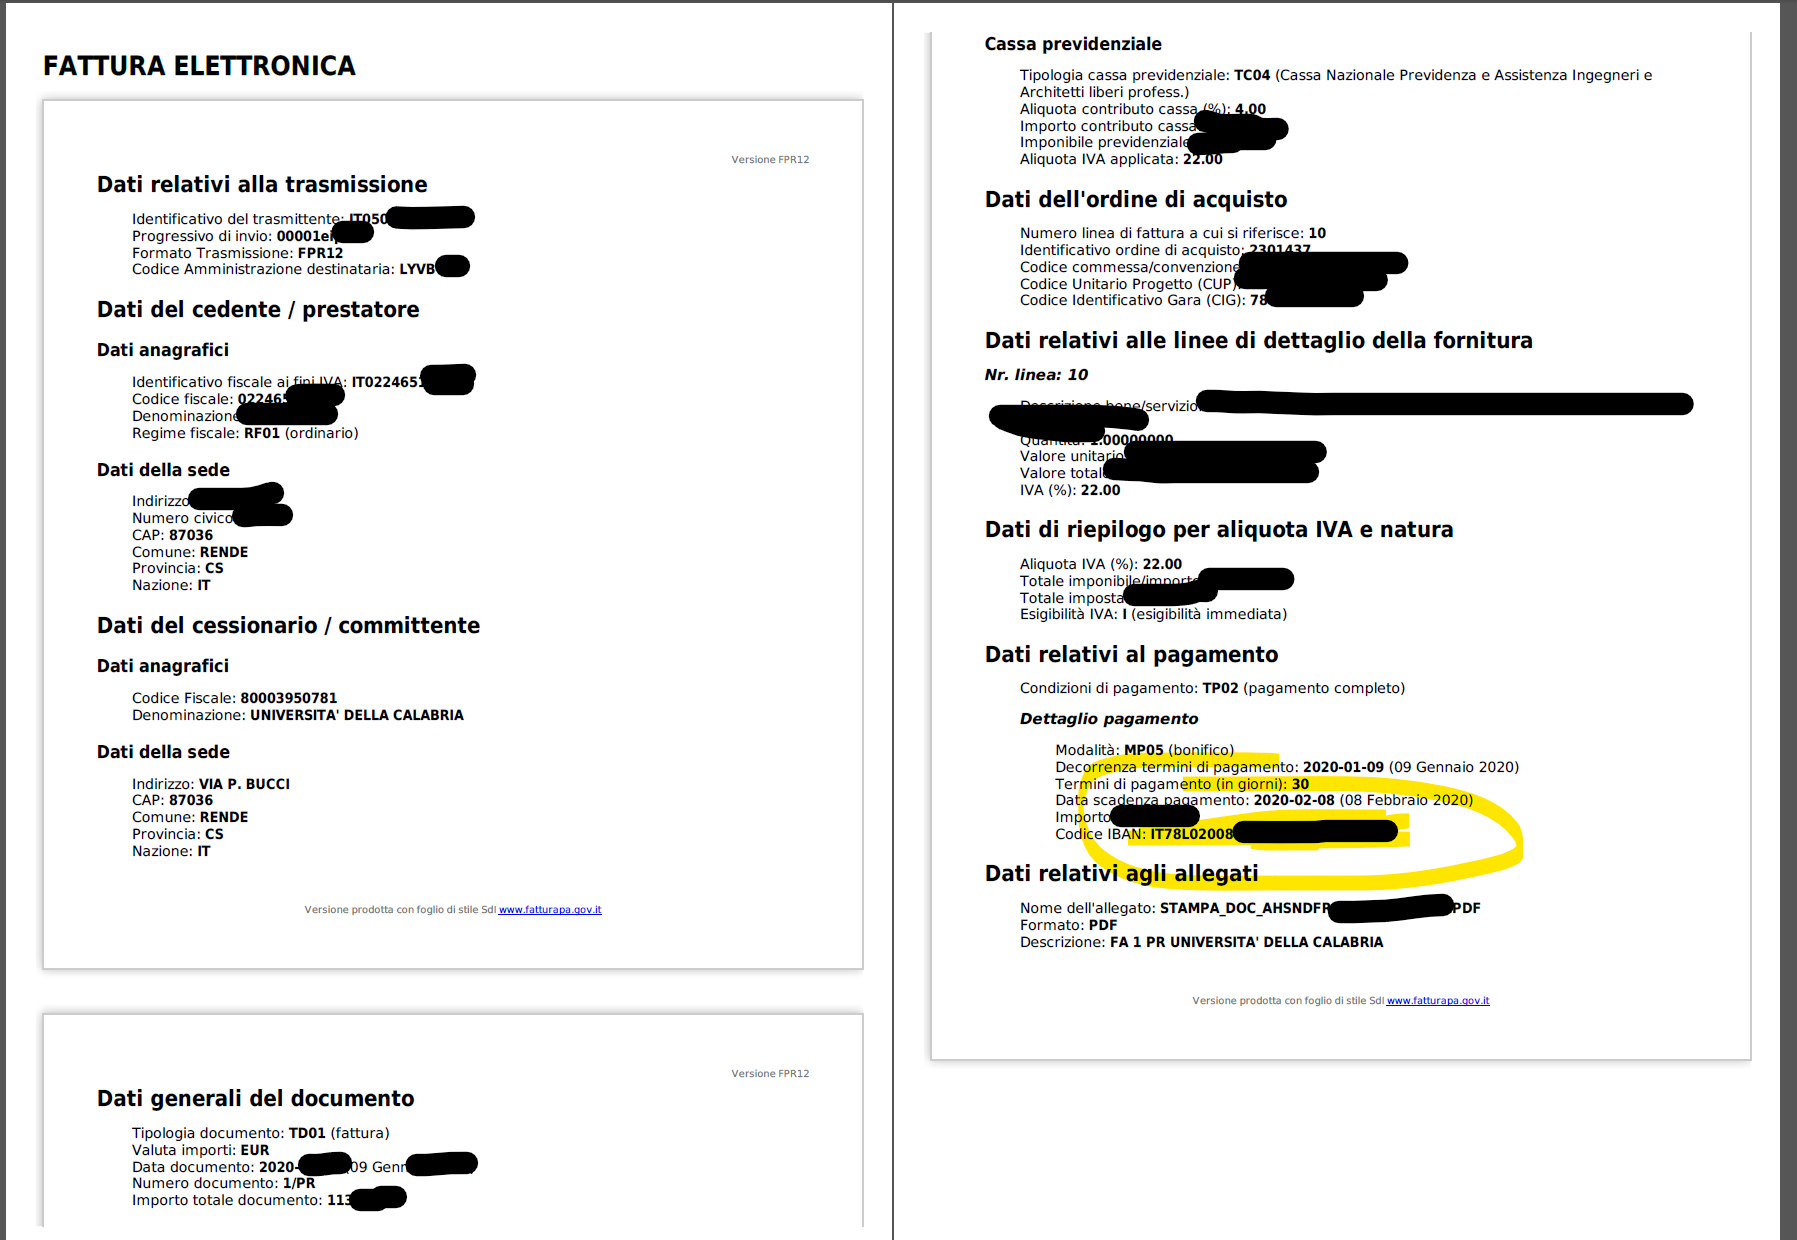 FATTURA ELETTRONICA
Versione FPR12
Dati relativi alla trasmissione
Identificativo del trasmittente: IT050
Progressivo di invio: 00001ei
Formato Trasmissione: FPR12
Codice Amministrazione destinataria: LYVB
Dati del cedente / prestatore
Dati anagrafici
Identificativo fiscale ai fini IVA: IT0224651
Codice fiscale: 02246
Denominazione
Regime fiscale: RF01 (ordinario)
Dati della sede
Indirizzo
Numero civico
CAP: 87036
Comune: RENDE
Provincia: CS
Nazione: IT
Dati del cessionario / committente
Dati anagrafici
Codice Fiscale: 80003950781
Denominazione: UNIVERSITA' DELLA CALABRIA
Dati della sede
Indirizzo: VIA P. BUCCI
CAP: 87036
Comune: RENDE
Provincia: CS
Nazione: IT
Versione prodotta con foglio di stile SdI www.fatturapa.gov.it
Versione FPR12
Dati generali del documento
Tipologia documento: TD01 (fattura)
Valuta importi: EUR
Data documento: 2020- 09 Genn
Numero documento: 1/PR
Importo totale documento: 113
Cassa previdenziale
Tipologia cassa previdenziale: TC04 (Cassa Nazionale Previdenza e Assistenza Ingegneri e
Architetti liberi profess.)
Aliquota contributo cassa (%): 4.00
Importo contributo cassa
Imponibile previdenziale
Aliquota IVA applicata: 22.00
Dati dell'ordine di acquisto
Numero linea di fattura a cui si riferisce: 10
Identificativo ordine di acquisto: 2301437
Codice commessa/convenzione
Codice Unitario Progetto (CUP)
Codice Identificativo Gara (CIG): 78
Dati relativi alle linee di dettaglio della fornitura
Nr. linea: 10
Descrizione bene/servizio
Quantità: 1.00000000
Valore unitario
Valore totale
IVA (%): 22.00
Dati di riepilogo per aliquota IVA e natura
Aliquota IVA (%): 22.00
Totale imponibile/importo
Totale imposta
Esigibilità IVA: I (esigibilità immediata)
Dati relativi al pagamento
Condizioni di pagamento: TP02 (pagamento completo)
Dettaglio pagamento
Modalità: MP05 (bonifico)
Decorrenza termini di pagamento: 2020-01-09 (09 Gennaio 2020)
Termini di pagamento (in giorni): 30
Data scadenza pagamento: 2020-02-08 (08 Febbraio 2020)
Importo
Codice IBAN: IT78L02008
Dati relativi agli allegati
Nome dell'allegato: STAMPA_DOC_AHSNDFR PDF
Formato: PDF
Descrizione: FA 1 PR UNIVERSITA' DELLA CALABRIA
Versione prodotta con foglio di stile SdI www.fatturapa.gov.it